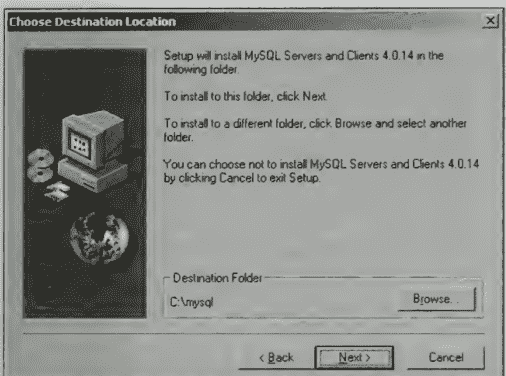 Choose Destination Location
Setup will install MySQL Servers and Clients 4.0.14 in the
following folder.
To install to this folder, click Next.
To install to a different folder, click Browse and select another
folder.
You can choose not to install MySQL Servers and Clients 4.0.14
by clicking Cancel to exit Setup.
Destination Folder
C:\mysql
Browse...
< Back
Next >
Cancel